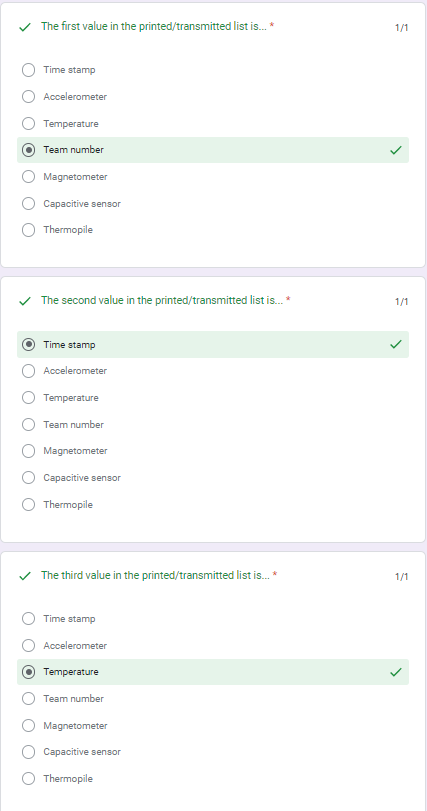 The first value in the printed/transmitted list is... *
1/1
Time stamp
Accelerometer
Temperature
Team number
Magnetometer
Capacitive sensor
Thermopile
The second value in the printed/transmitted list is... *
1/1
Time stamp
Accelerometer
Temperature
Team number
Magnetometer
Capacitive sensor
Thermopile
The third value in the printed/transmitted list is... *
1/1
Time stamp
Accelerometer
Temperature
Team number
Magnetometer
Capacitive sensor
Thermopile